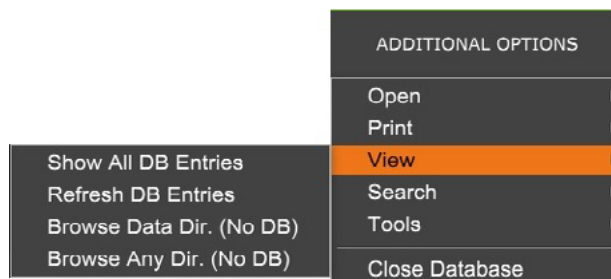 ADDITIONAL OPTIONS
Open
Print
View
Search
Tools
Close Database
Show All DB Entries
Refresh DB Entries
Browse Data Dir. (No DB)
Browse Any Dir. (No DB)